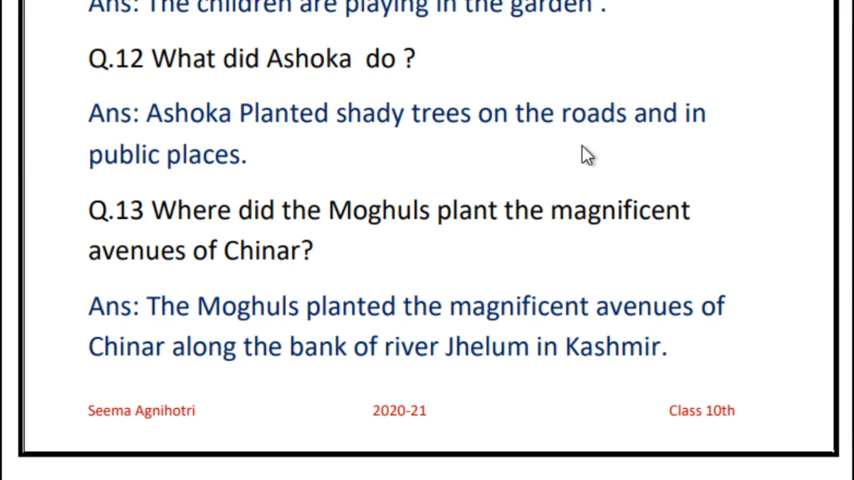 Ans: The children are playing in the garden .
Q.12 What did Ashoka  do ?
Ans: Ashoka Planted shady trees on the roads and in
public places.
Q.13 Where did the Moghuls plant the magnificent
avenues of Chinar?
Ans: The Moghuls planted the magnificent avenues of
Chinar along the bank of river Jhelum in Kashmir.
Seema Agnihotri 2020-21 Class 10th